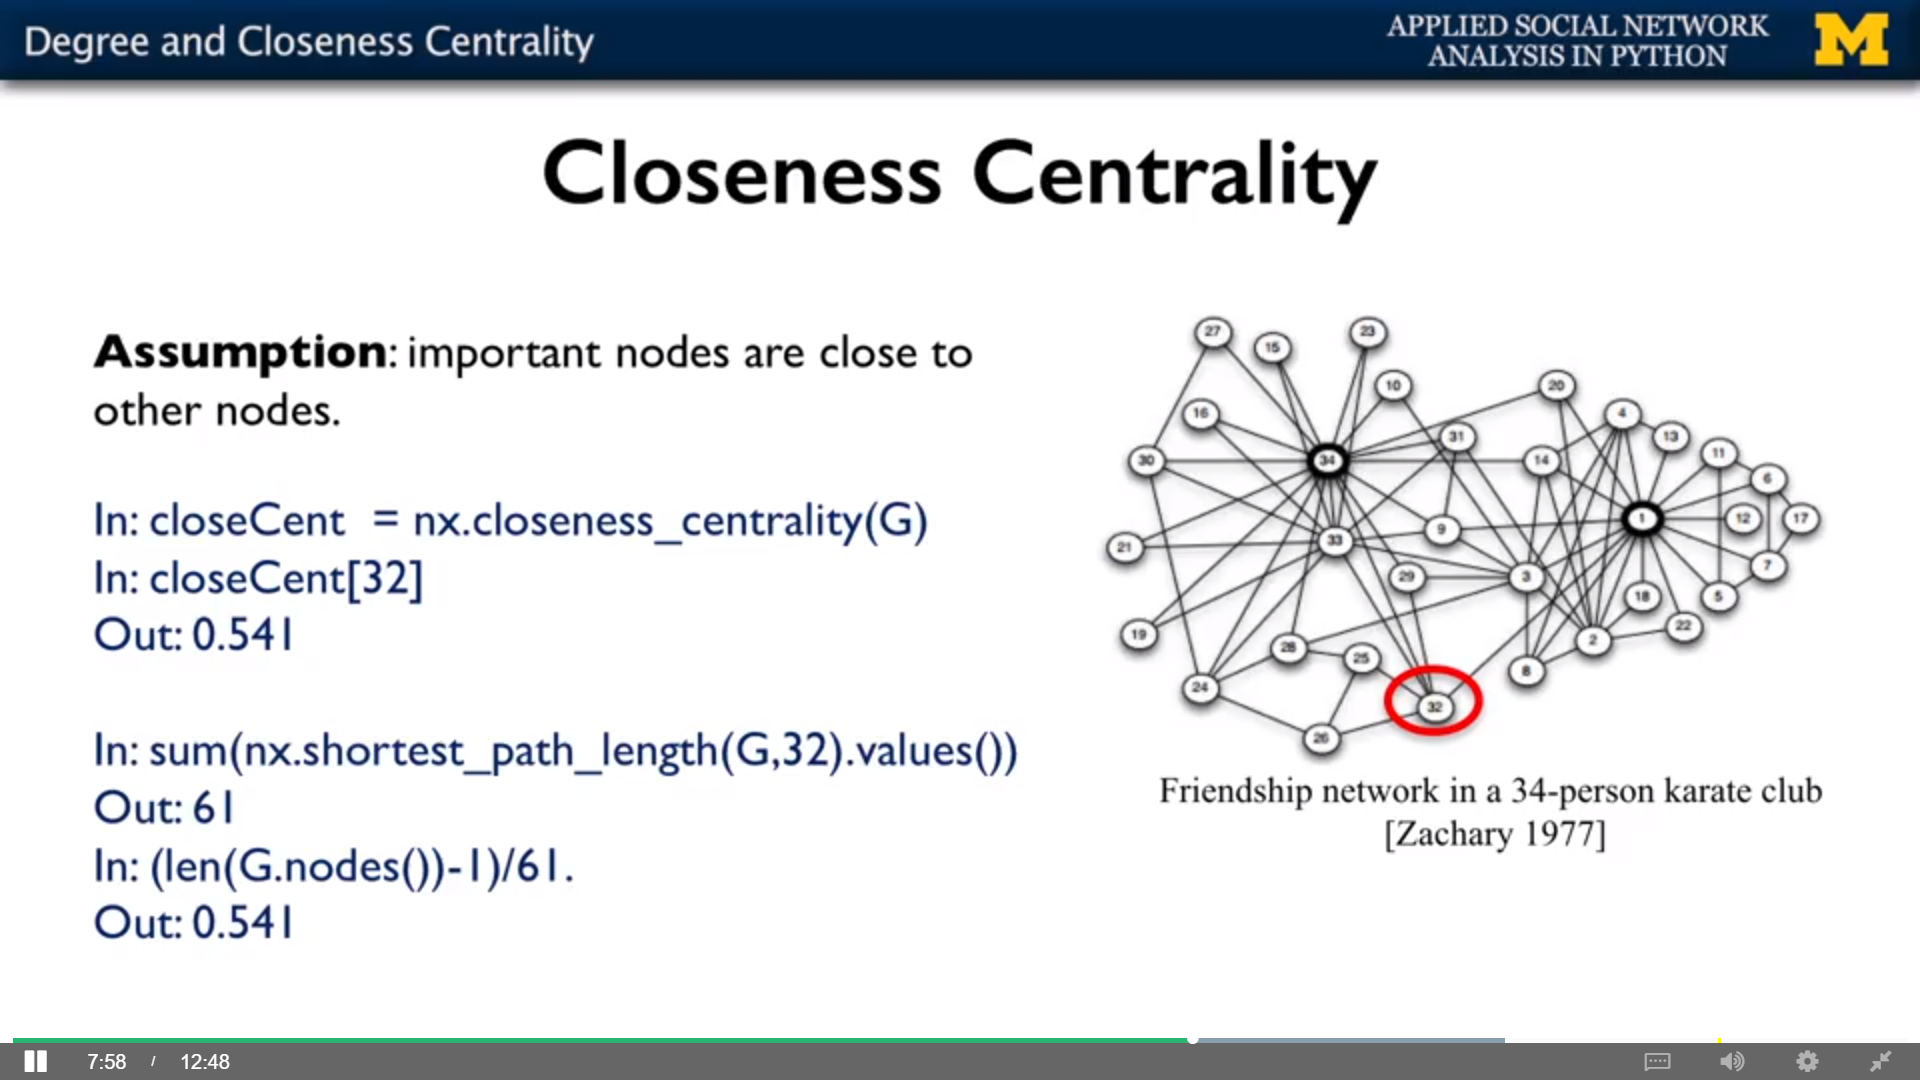 Degree and Closeness Centrality
APPLIED SOCIAL NETWORK
ANALYSIS IN PYTHON
M
Closeness Centrality
Assumption: important nodes are close to
other nodes.
In: closeCent = nx.closeness_centrality(G)
In: closeCent[32]
Out: 0.541
In: sum(nx.shortest_path_length(G,32).values())
Out: 61
In: (len(G.nodes())-1)/61.
Out: 0.541
27
15
23
10
20
16
4
31
13
30
34
14
11
6
1
12
17
9
33
21
29
3
7
18
5
19
28
25
2
22
8
24
32
26
Friendship network in a 34-person karate club
[Zachary 1977]
7:58 / 12:48